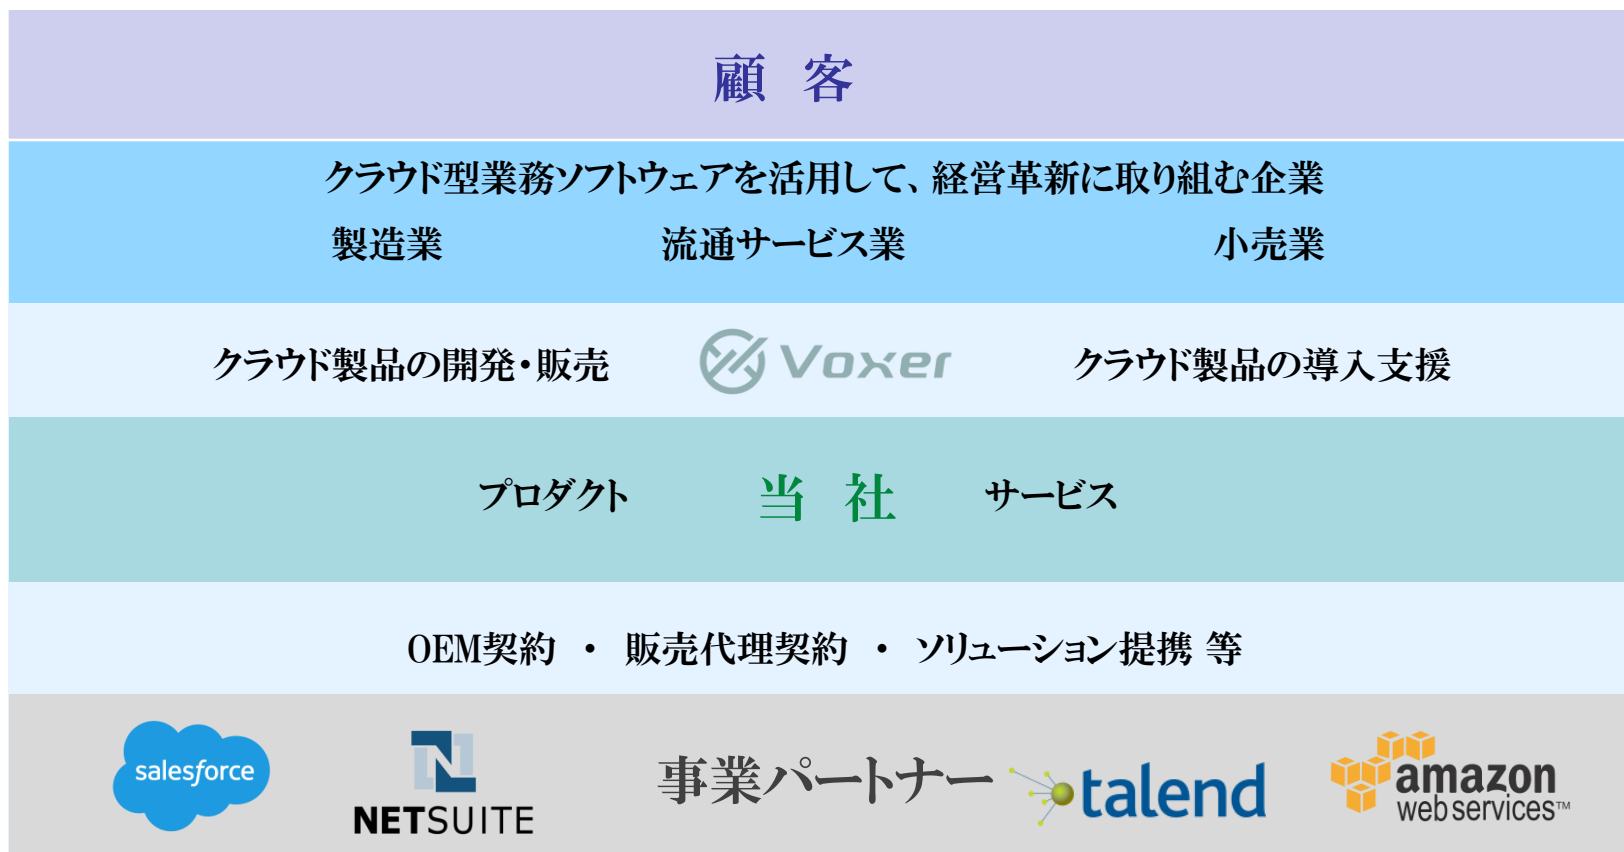 顧 客
クラウド型業務ソフトウェアを活用して、経営革新に取り組む企業
製造業 流通サービス業 小売業
クラウド製品の開発・販売 Voxer クラウド製品の導入支援
プロダクト 当 社 サービス
OEM契約 ・ 販売代理契約 ・ ソリューション提携 等
salesforce
NETSUITE
事業パートナー
talend
amazon
web services™